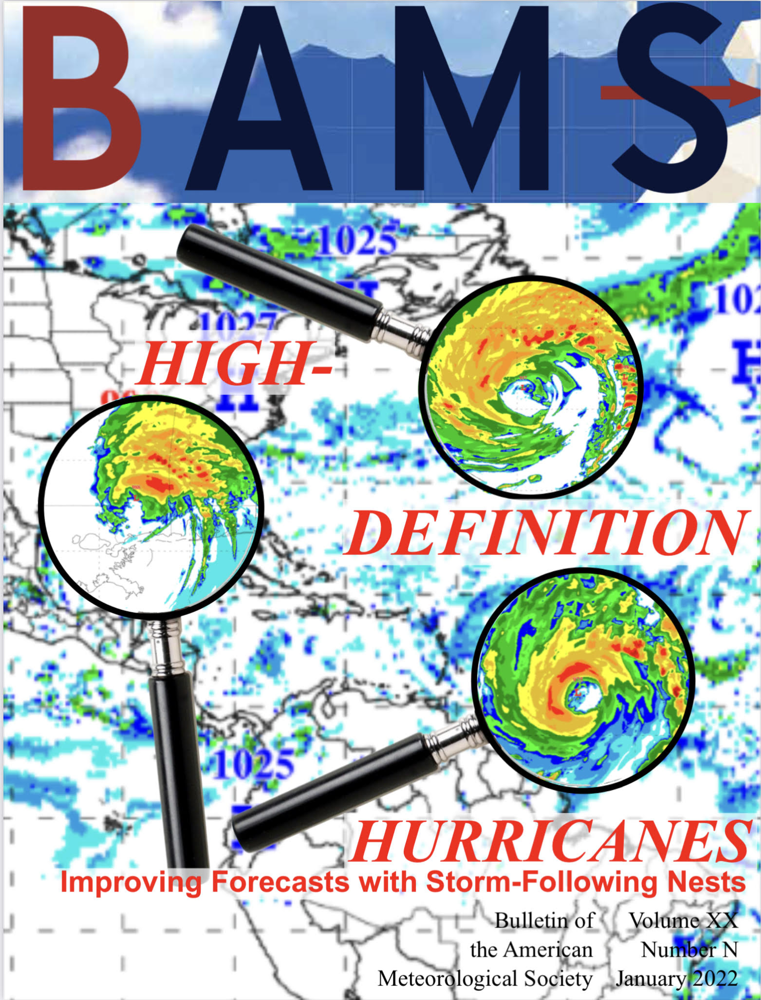 BAMS
1025
1027
102
HIGH-
H
H
DEFINITION
L
1025
HURRICANES
Improving Forecasts with Storm-Following Nests
Bulletin of
the American
Meteorological Society
Volume XX
Number N
January 2022